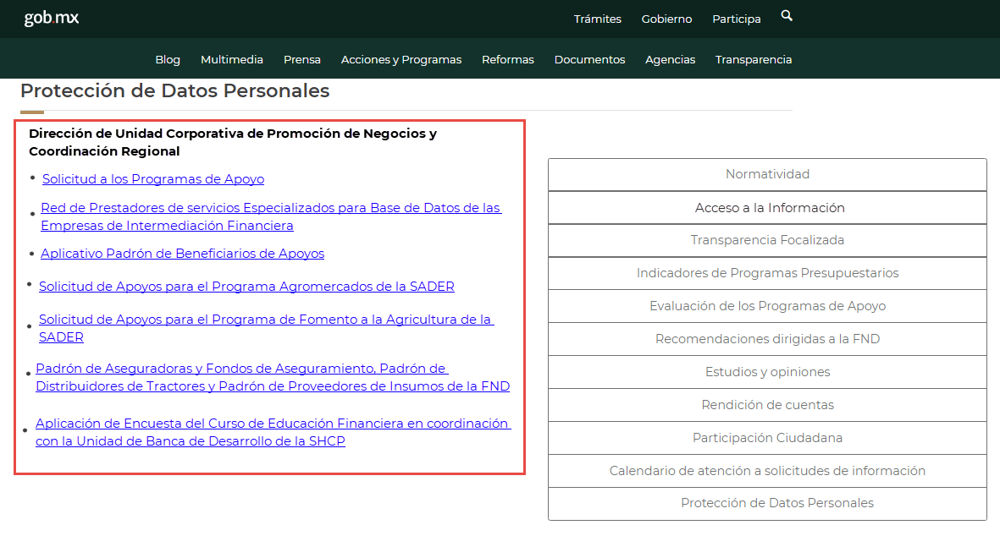 gob.mx
Trámites Gobierno Participa
Blog Multimedia Prensa Acciones y Programas Reformas Documentos Agencias Transparencia
Protección de Datos Personales
Dirección de Unidad Corporativa de Promoción de Negocios y
Coordinación Regional
• Solicitud a los Programas de Apoyo
• Red de Prestadores de servicios Especializados para Base de Datos de las
Empresas de Intermediación Financiera
• Aplicativo Padrón de Beneficiarios de Apoyos
• Solicitud de Apoyos para el Programa Agromercados de la SADER
• Solicitud de Apoyos para el Programa de Fomento a la Agricultura de la
SADER
• Padrón de Aseguradoras y Fondos de Aseguramiento, Padrón de
Distribuidores de Tractores y Padrón de Proveedores de Insumos de la FND
• Aplicación de Encuesta del Curso de Educación Financiera en coordinación
con la Unidad de Banca de Desarrollo de la SHCP
Normatividad
Acceso a la Información
Transparencia Focalizada
Indicadores de Programas Presupuestarios
Evaluación de los Programas de Apoyo
Recomendaciones dirigidas a la FND
Estudios y opiniones
Rendición de cuentas
Participación Ciudadana
Calendario de atención a solicitudes de información
Protección de Datos Personales